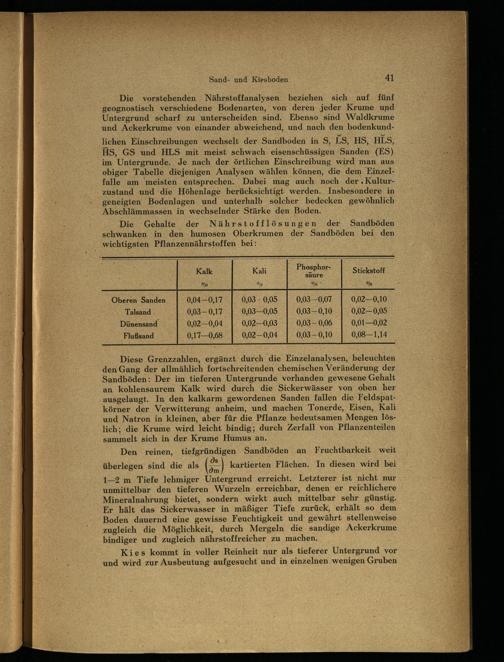 Sand- und Kiesboden 41
Die vorstehenden Nährstoffanalysen beziehen sich auf fünf
geognostisch verschiedene Bodenarten, von deren jeder Krume und
Untergrund scharf zu unterscheiden sind. Ebenso sind Waldkrume
und Ackerkrume von einander abweichend, und nach den bodenkund-
lichen Einschreibungen wechselt der Sandboden in S, ĽS, HS, HĽS,
ȞS, GS und HLS mit meist schwach eisenschüssigen Sanden (ES)
im Untergrunde. Je nach der örtlichen Einschreibung wird man aus
obiger Tabelle diejenigen Analysen wählen können, die dem Einzel-
falle am meisten entsprechen. Dabei mag auch noch der Kultur-
zustand und die Höhenlage berücksichtigt werden. Insbesondere in
geneigten Bodenlagen und unterhalb solcher bedecken gewöhnlich
Abschlämmassen in wechselnder Stärke den Boden.
Die Gehalte der Nährstofflösungen der Sandböden
schwanken in den humosen Oberkrumen der Sandböden bei den
wichtigsten Pflanzennährstoffen bei:
Kalk Kali Phosphor-säure Stickstoff
% % % %
Oberen Sanden 0,04—0,17 0,03—0,05 0,03—0,07 0,02—0,10
Talsand 0,03—0,17 0,03—0,05 0,03—0,10 0,02—0,05
Dünensand 0,02—0,04 0,02—0,03 0,03—0,06 0,01—0,02
Flußsand 0,17—0,68 0,02—0,04 0,03—0,10 0,08—1,14
Diese Grenzzahlen, ergänzt durch die Einzelanalysen, beleuchten
den Gang der allmählich fortschreitenden chemischen Veränderung der
Sandböden: Der im tieferen Untergrunde vorhanden gewesene Gehalt
an kohlensaurem Kalk wird durch die Sickerwässer von oben her
ausgelaugt. In den kalkarm gewordenen Sanden fallen die Feldspat-
körner der Verwitterung anheim, und machen Tonerde, Eisen, Kali
und Natron in kleinen, aber für die Pflanze bedeutsamen Mengen lös-
lich; die Krume wird leicht bindig; durch Zerfall von Pflanzenteilen
sammelt sich in der Krume Humus an.
Den reinen, tiefgründigen Sandböden an Fruchtbarkeit weit
überlegen sind die als (∂s/∂m) kartierten Flächen. In diesen wird bei
1—2 m Tiefe lehmiger Untergrund erreicht. Letzterer ist nicht nur
unmittelbar den tieferen Wurzeln erreichbar, denen er reichlichere
Mineralnahrung bietet, sondern wirkt auch mittelbar sehr günstig.
Er hält das Sickerwasser in mäßiger Tiefe zurück, erhält so dem
Boden dauernd eine gewisse Feuchtigkeit und gewährt stellenweise
zugleich die Möglichkeit, durch Mergeln die sandige Ackerkrume
bindiger und zugleich nährstoffreicher zu machen.
Kies kommt in voller Reinheit nur als tieferer Untergrund vor
und wird zur Ausbeutung aufgesucht und in einzelnen wenigen Gruben